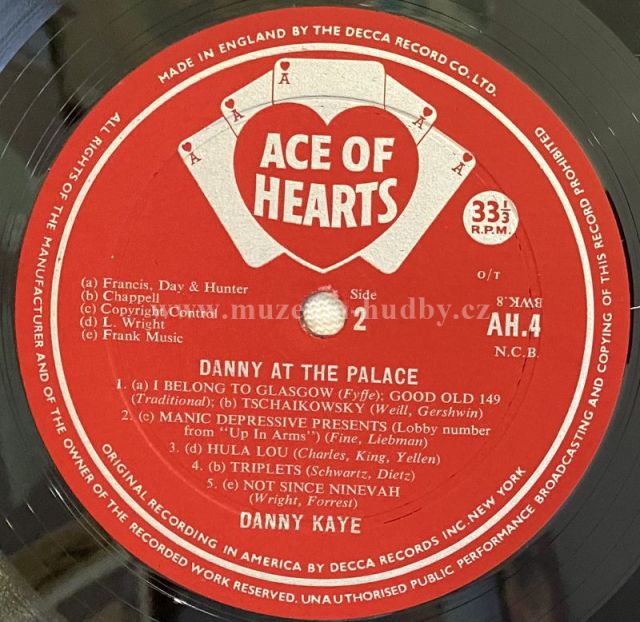 MADE IN ENGLAND BY THE DECCA RECORD CO. LTD.
ALL RIGHTS OF THE MANUFACTURER AND OF THE OWNER OF THE RECORDED WORK RESERVED. UNAUTHORISED PUBLIC PERFORMANCE BROADCASTING AND COPYING OF THIS RECORD PROHIBITED
A
A
A
A
A
ACE OF
HEARTS
33 1/3
R.P.M.
O/T
BWK.8
(a) Francis, Day & Hunter
(b) Chappell
(c) Copyright Control
(d) L. Wright
(e) Frank Music
Side
2
AH.4
N.C.B.
www.muzeumhudby.cz
DANNY AT THE PALACE
1. (a) I BELONG TO GLASGOW (Fyffe); GOOD OLD 149
(Traditional); (b) TSCHAIKOWSKY (Weill, Gershwin)
2. (c) MANIC DEPRESSIVE PRESENTS (Lobby number
from "Up In Arms") (Fine, Liebman)
3. (d) HULA LOU (Charles, King, Yellen)
4. (b) TRIPLETS (Schwartz, Dietz)
5. (e) NOT SINCE NINEVAH
(Wright, Forrest)
DANNY KAYE
ORIGINAL RECORDING IN AMERICA BY DECCA RECORDS INC. NEW YORK